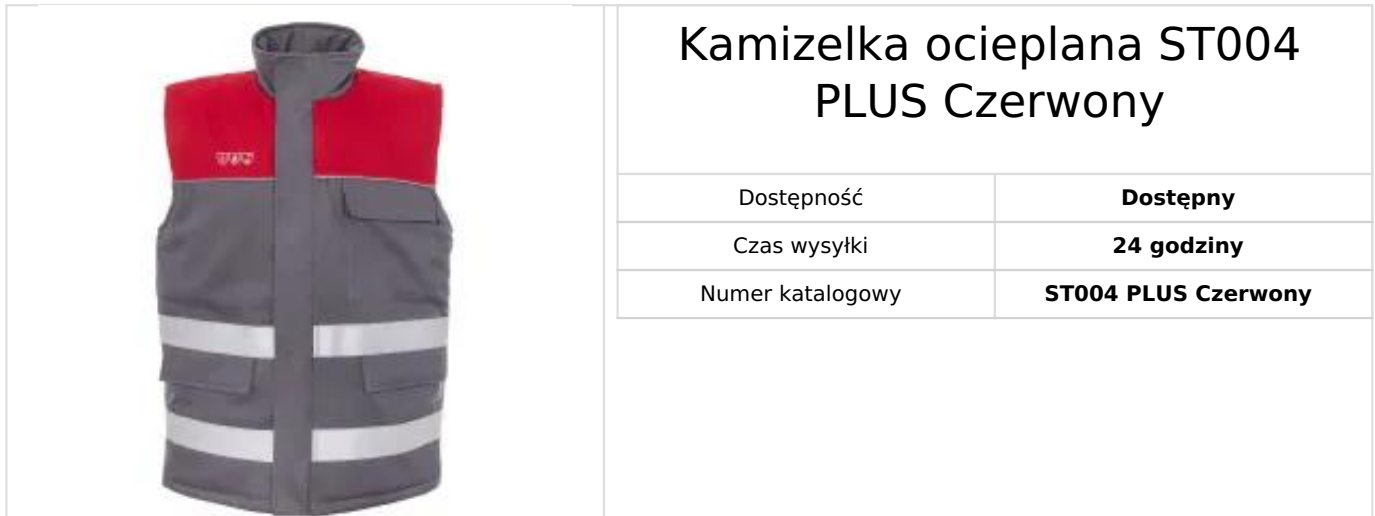 Kamizelka ocieplana ST004
PLUS Czerwony
Dostępność Dostępny
Czas wysyłki 24 godziny
Numer katalogowy ST004 PLUS Czerwony